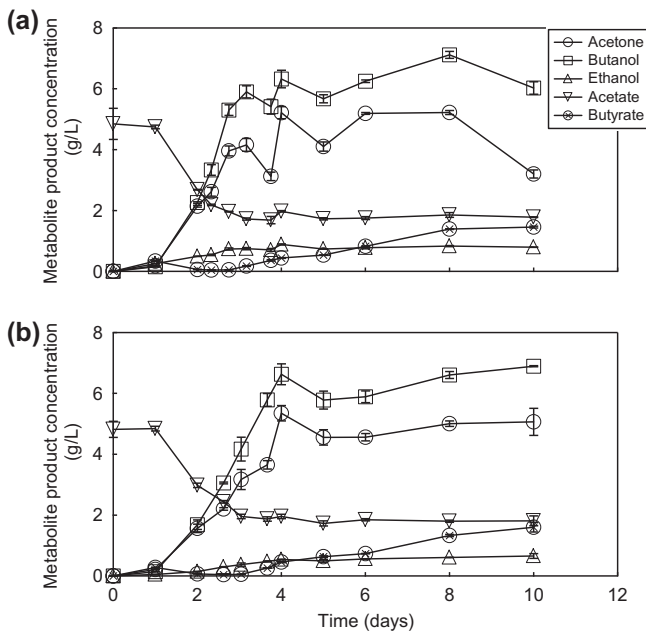 (a)
Metabolite product concentration
(g/L)
8
6
4
2
0
Acetone
Butanol
Ethanol
Acetate
Butyrate
(b)
Metabolite product concentration
(g/L)
8
6
4
2
0
0 2 4 6 8 10 12
Time (days)